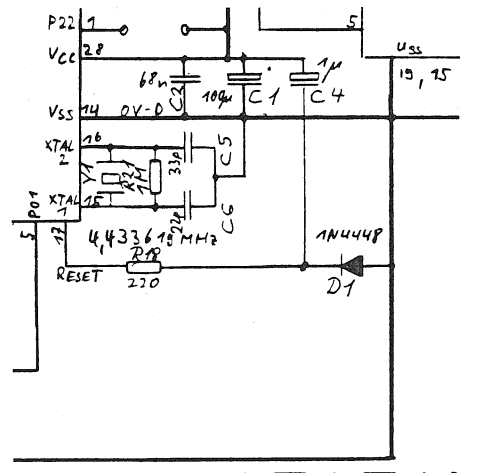 P22 1
5
Vcc 28
Uss
19, 15
68n
C2
100µ
C1
1µ
C4
Vss 14 0V-D
XTAL 2 16
33p
C5
Y1
R21
1M
XTAL 1 15
22p
C6
P01
5
17
4,433619 MHz
RESET
R18
220
1N4448
D1